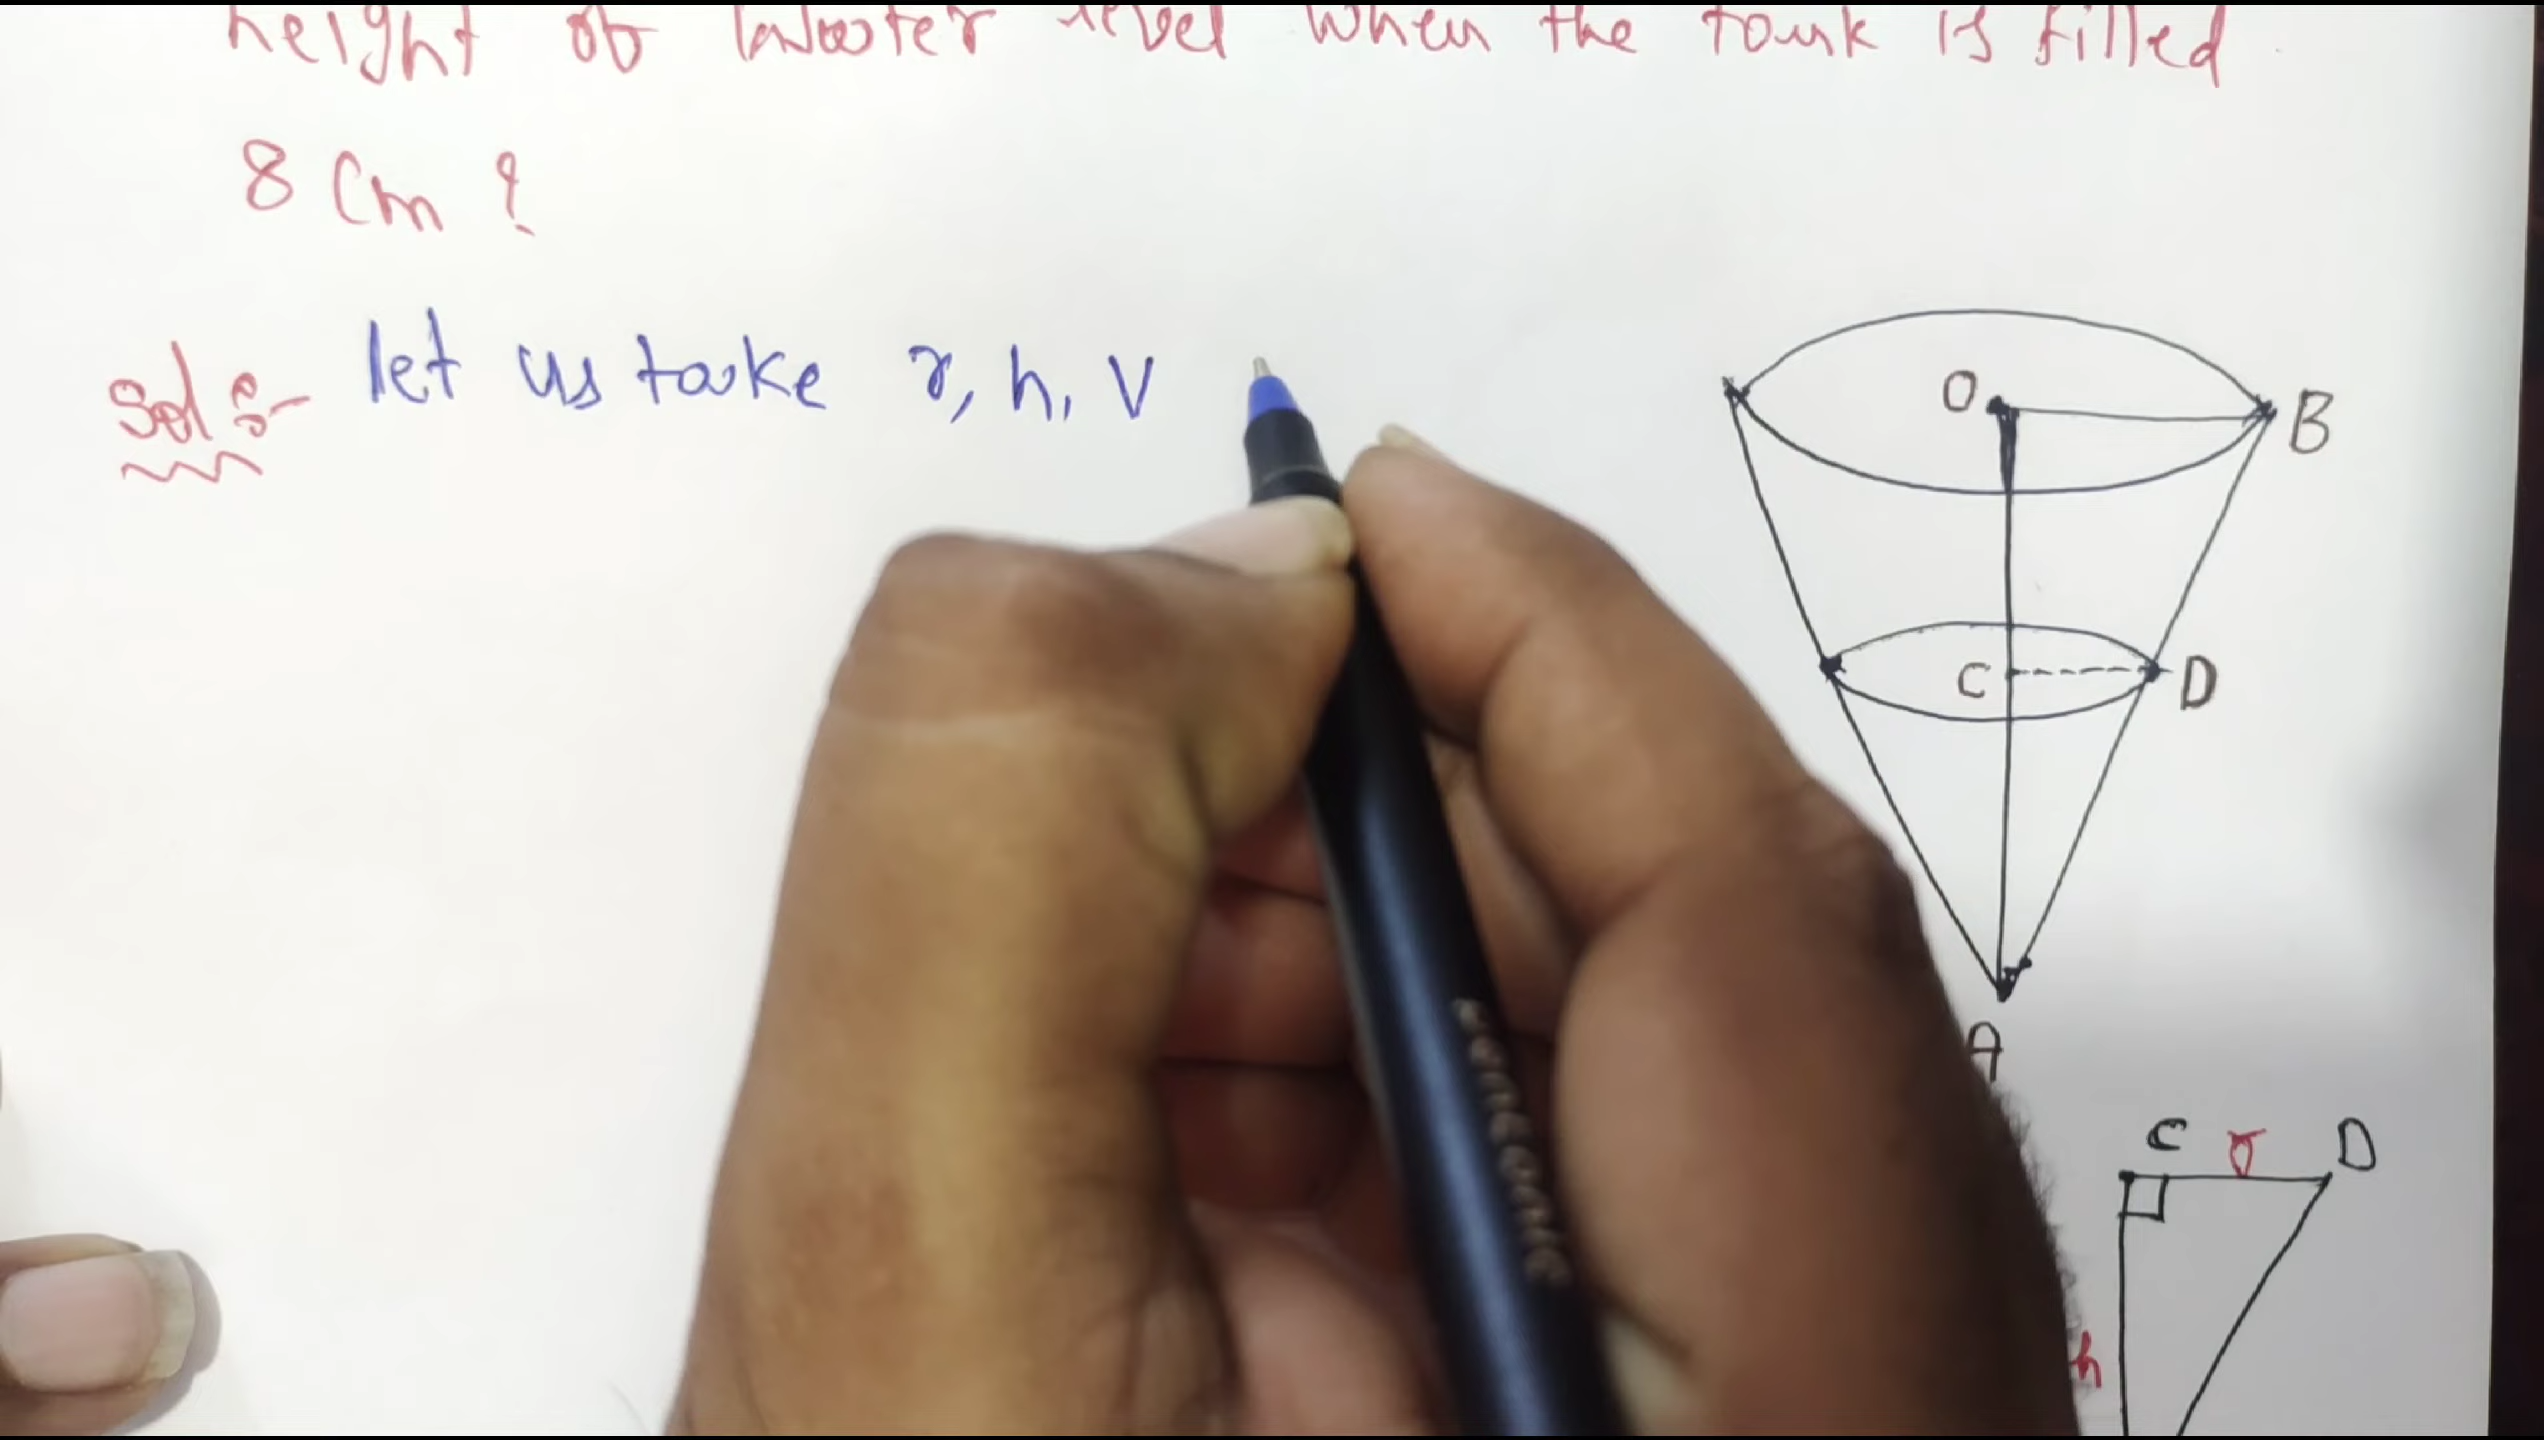 height of water level when the tank is filled
8 Cm ?
Sol :- let us take r, h, V
O
B
C
D
A
C r D
h